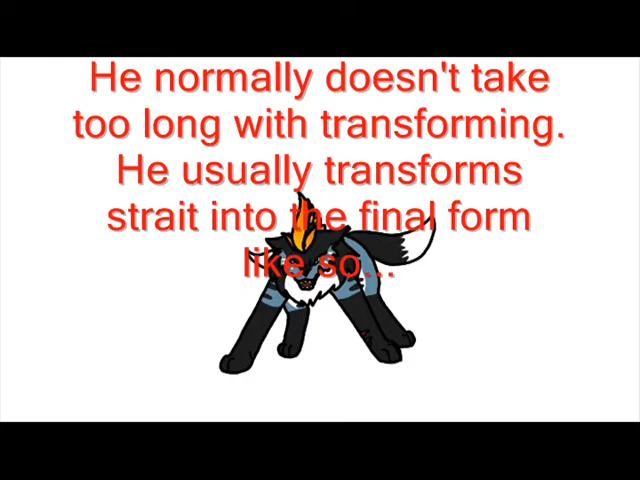 He normally doesn't take
too long with transforming.
He usually transforms
strait into the final form
like so...